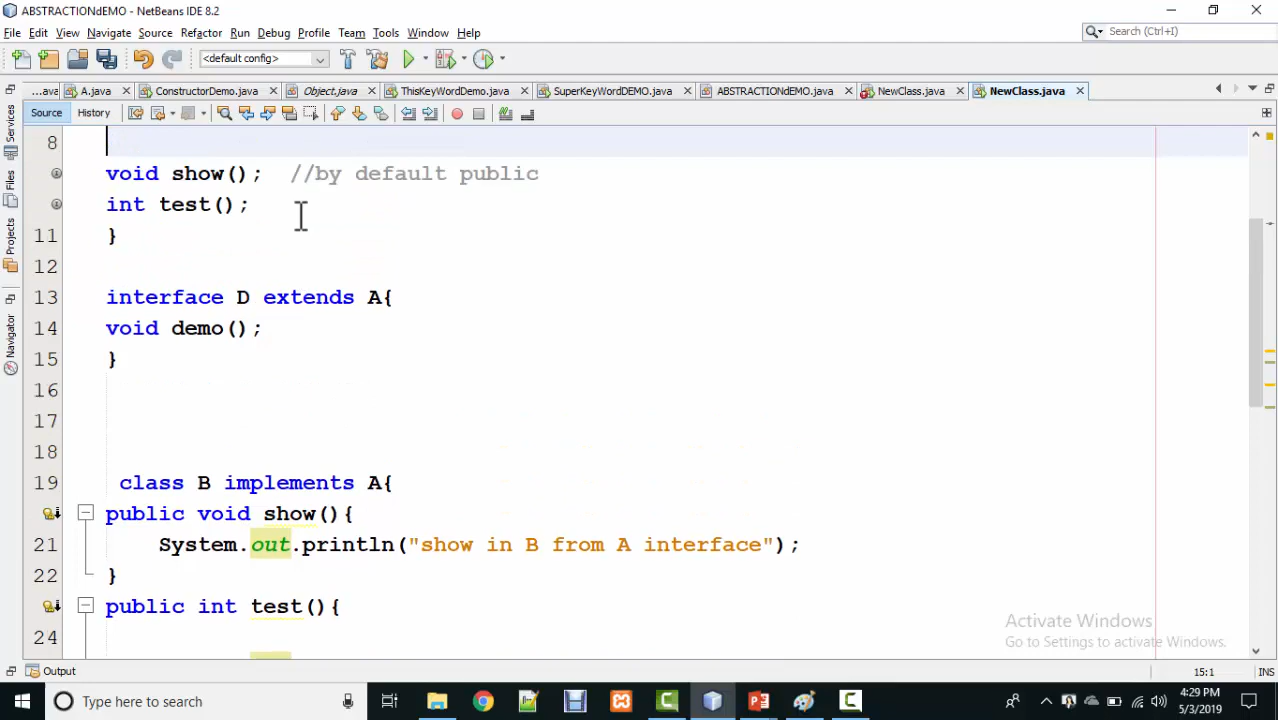 ABSTRACTIONdEMO - NetBeans IDE 8.2
File Edit View Navigate Source Refactor Run Debug Profile Team Tools Window Help
Search (Ctrl+I)
<default config>
...ava A.java ConstructorDemo.java Object.java ThisKeyWordDemo.java SuperKeyWordDEMO.java ABSTRACTIONdEMO.java NewClass.java NewClass.java
Source History
Services
Files
Projects
Navigator
8
void show(); //by default public
int test();
11 }
12
13 interface D extends A{
14 void demo();
15 }
16
17
18
19 class B implements A{
public void show(){
21 System.out.println("show in B from A interface");
22 }
public int test(){
24
Activate Windows
Go to Settings to activate Windows.
Output
15:1 INS
Type here to search
4:29 PM
5/3/2019